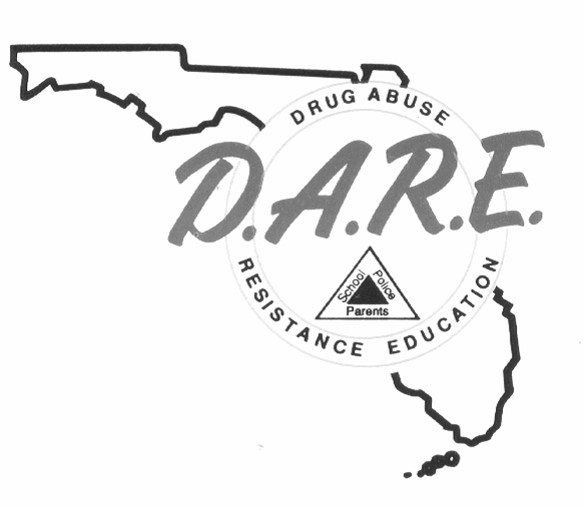 DRUG ABUSE
D.A.R.E.
School
Police
Parents
RESISTANCE EDUCATION